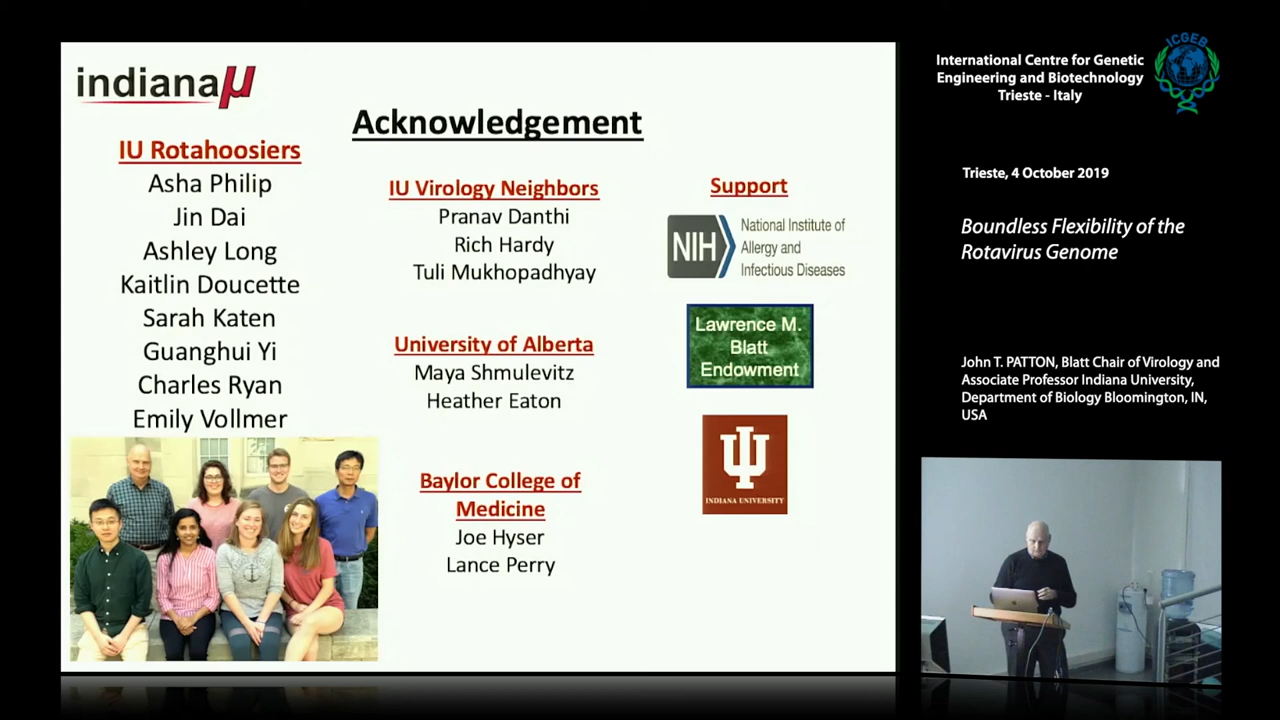 indianaμ
Acknowledgement
IU Rotahoosiers
Asha Philip
Jin Dai
Ashley Long
Kaitlin Doucette
Sarah Katen
Guanghui Yi
Charles Ryan
Emily Vollmer
IU Virology Neighbors
Pranav Danthi
Rich Hardy
Tuli Mukhopadhyay
University of Alberta
Maya Shmulevitz
Heather Eaton
Baylor College of
Medicine
Joe Hyser
Lance Perry
Support
NIH
National Institute of
Allergy and
Infectious Diseases
Lawrence M.
Blatt
Endowment
INDIANA UNIVERSITY
International Centre for Genetic
Engineering and Biotechnology
Trieste - Italy
ICGEB
Trieste, 4 October 2019
Boundless Flexibility of the
Rotavirus Genome
John T. PATTON, Blatt Chair of Virology and
Associate Professor Indiana University,
Department of Biology Bloomington, IN,
USA